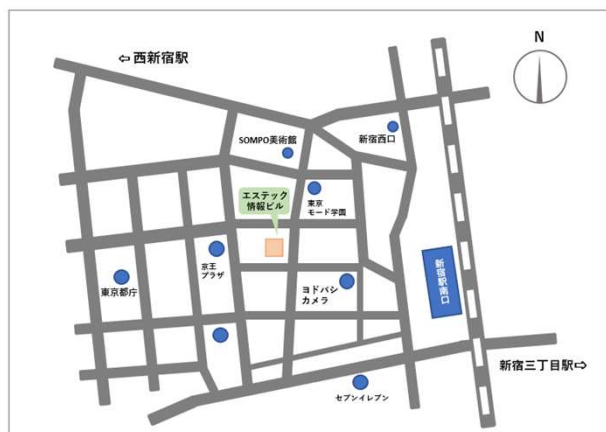 ⇦ 西新宿駅
N
SOMPO美術館
新宿西口
エステック
情報ビル
東京
モード学園
京王
プラザ
東京都庁
ヨドバシ
カメラ
新宿駅南口
新宿三丁目駅⇨
セブンイレブン